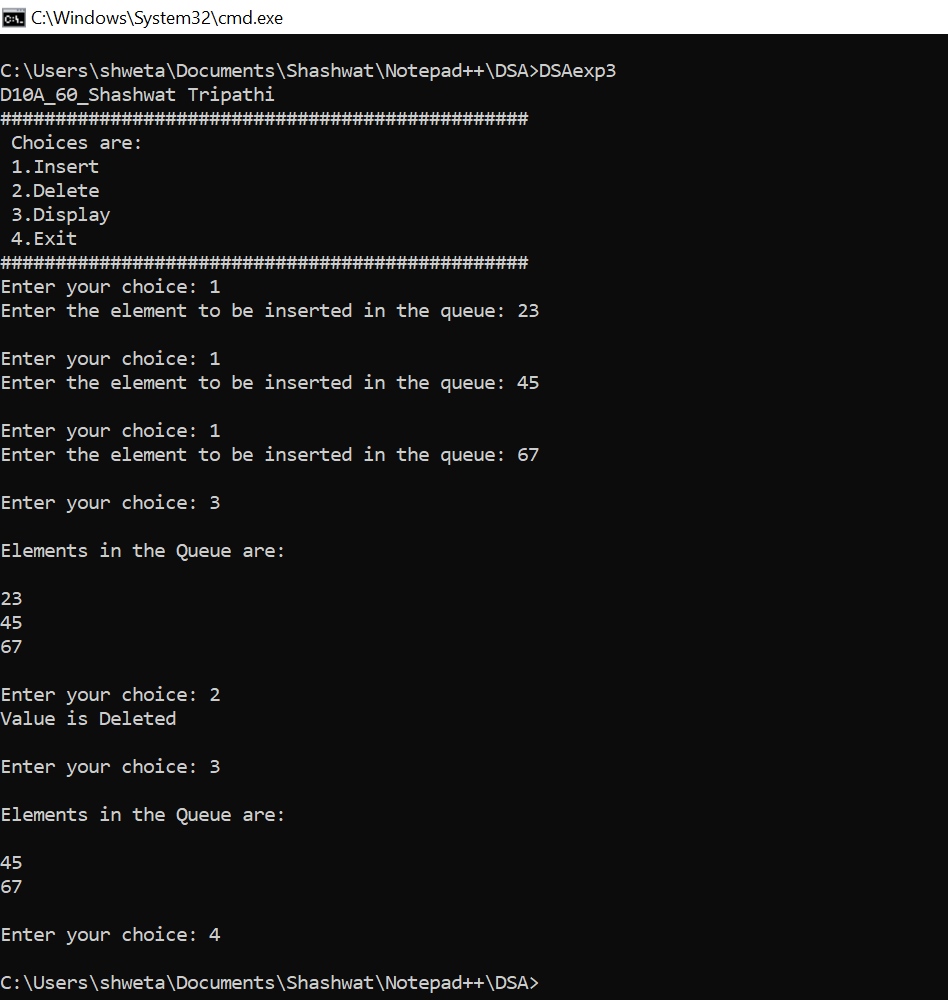 C:\Windows\System32\cmd.exe
C:\Users\shweta\Documents\Shashwat\Notepad++\DSA>DSAexp3
D10A_60_Shashwat Tripathi
################################################
Choices are:
1.Insert
2.Delete
3.Display
4.Exit
################################################
Enter your choice: 1
Enter the element to be inserted in the queue: 23
Enter your choice: 1
Enter the element to be inserted in the queue: 45
Enter your choice: 1
Enter the element to be inserted in the queue: 67
Enter your choice: 3
Elements in the Queue are:
23
45
67
Enter your choice: 2
Value is Deleted
Enter your choice: 3
Elements in the Queue are:
45
67
Enter your choice: 4
C:\Users\shweta\Documents\Shashwat\Notepad++\DSA>